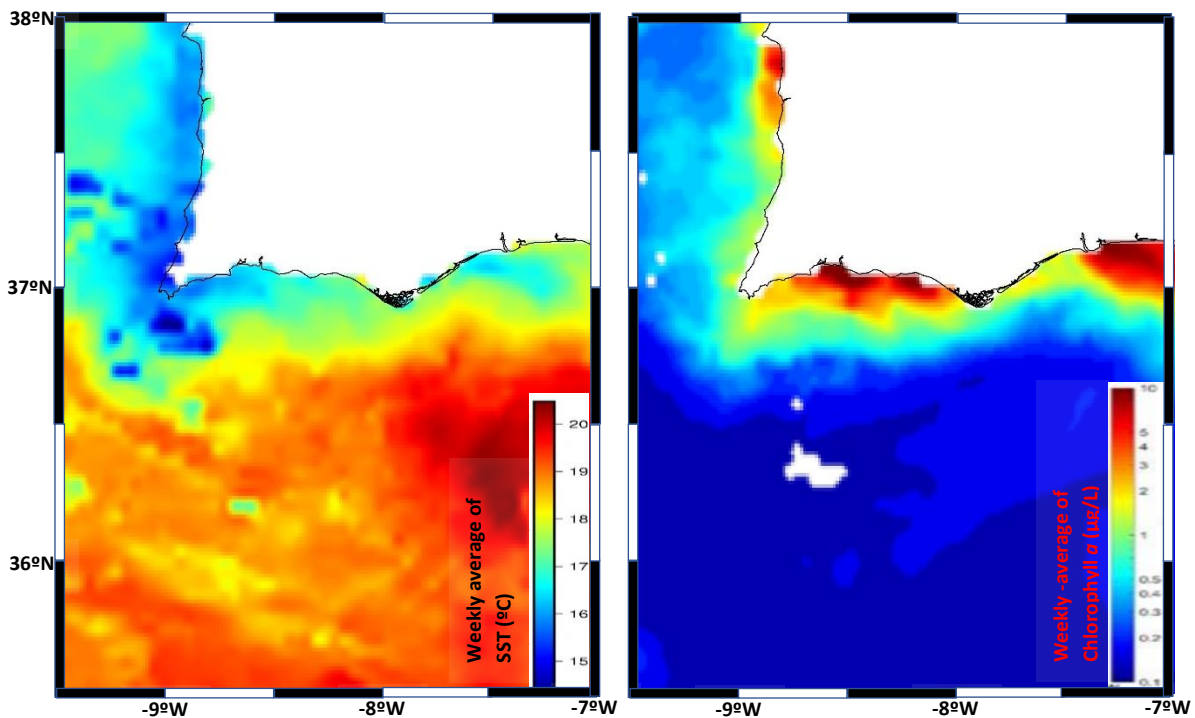 38ºN
37ºN
36ºN
-9ºW
-8ºW
-7ºW
Weekly average of
SST (ºC)
20
19
18
17
16
15
-9ºW
-8ºW
-7ºW
Weekly -average of
Chlorophyll a (µg/L)
10
5
4
3
2
1
0.5
0.4
0.3
0.2
0.1